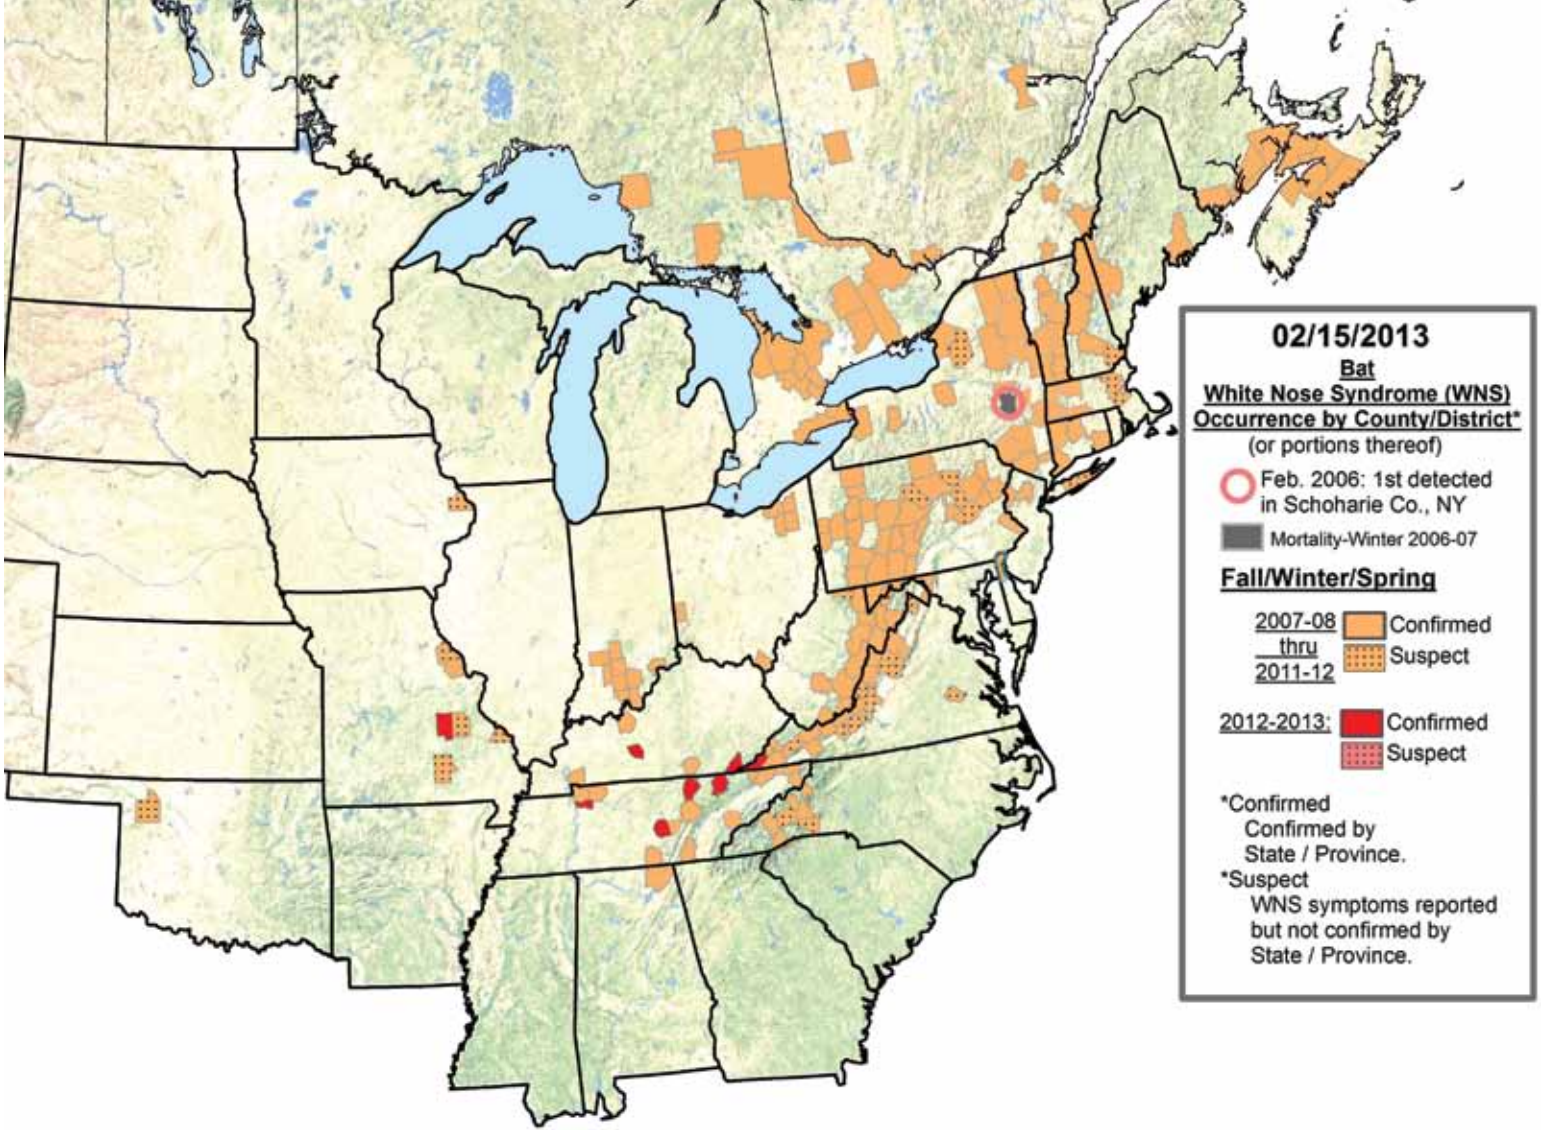 02/15/2013
Bat
White Nose Syndrome (WNS)
Occurrence by County/District*
(or portions thereof)
Feb. 2006: 1st detected
in Schoharie Co., NY
Mortality-Winter 2006-07
Fall/Winter/Spring
2007-08
thru
2011-12
Confirmed
Suspect
2012-2013:
Confirmed
Suspect
*Confirmed
Confirmed by
State / Province.
*Suspect
WNS symptoms reported
but not confirmed by
State / Province.